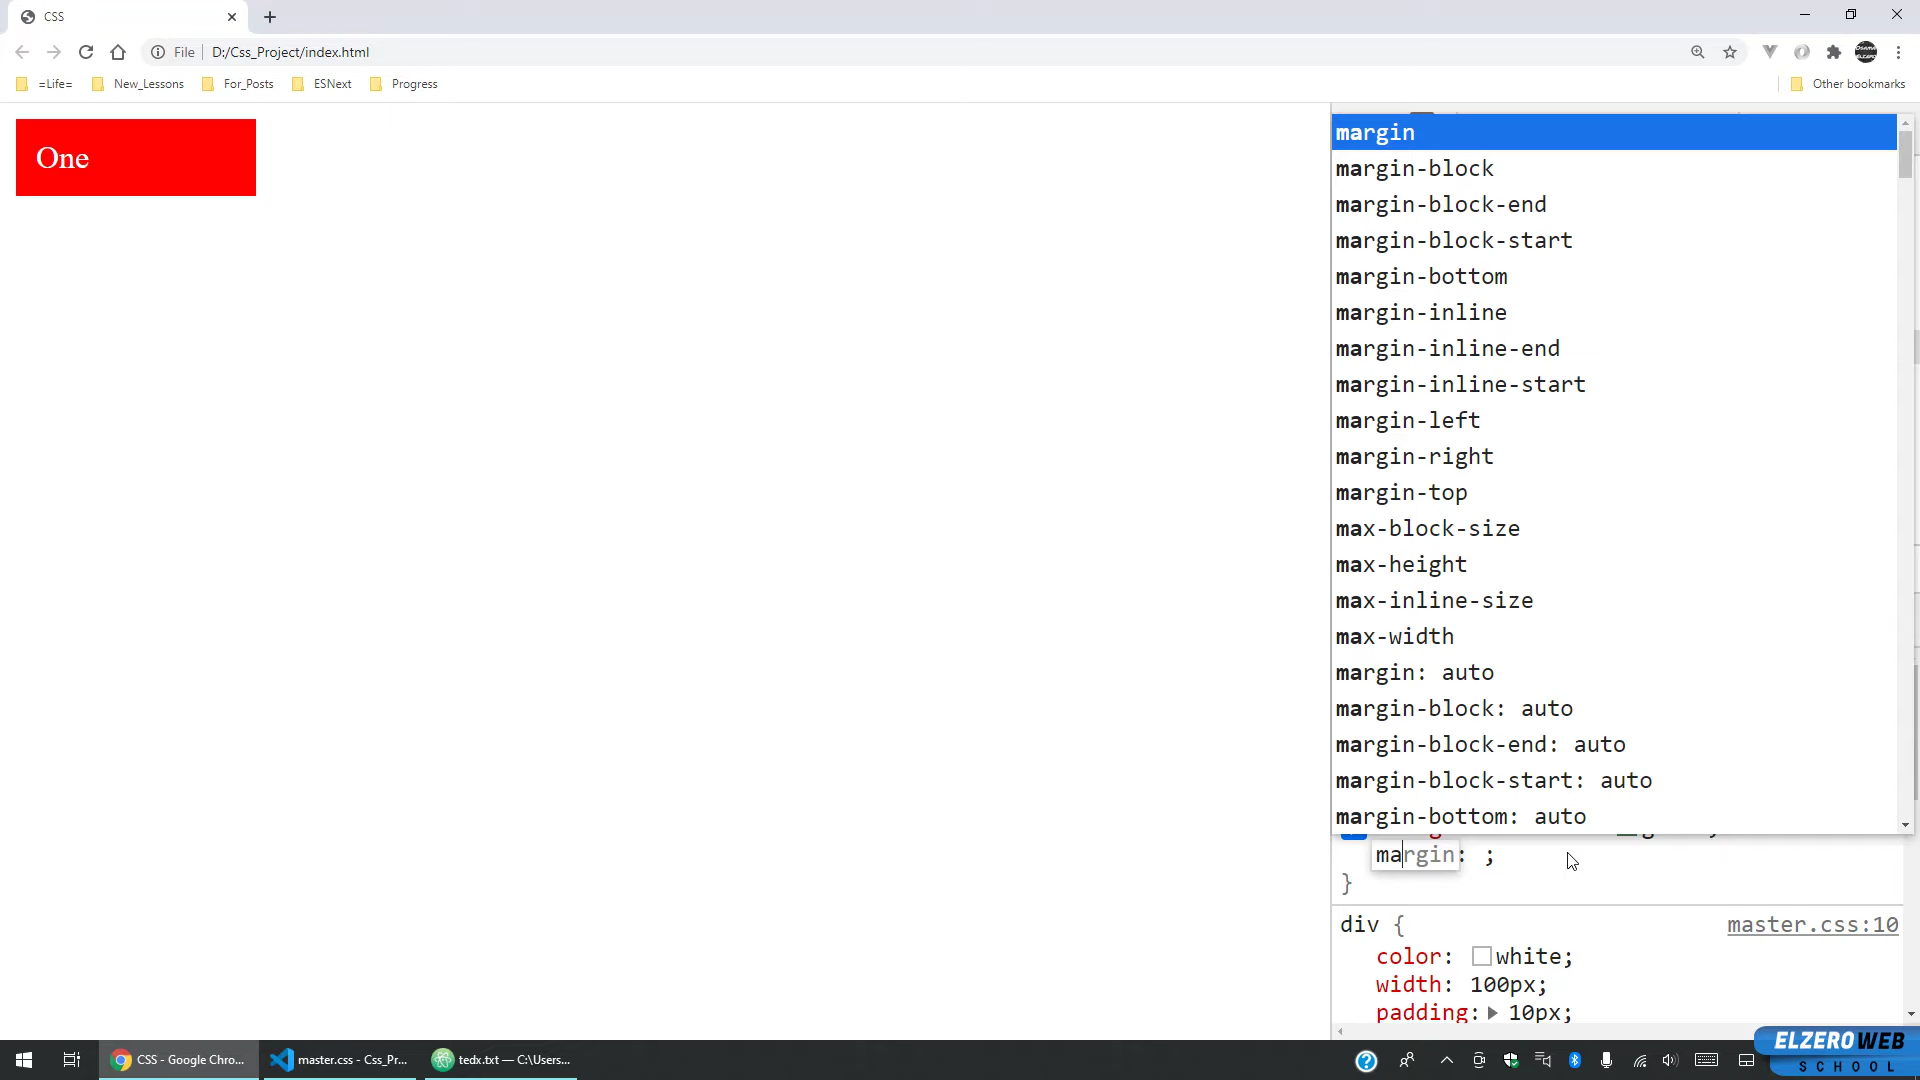 CSS
File
D:/Css_Project/index.html
=Life=
New_Lessons
For_Posts
ESNext
Progress
Other bookmarks
One
margin
margin-block
margin-block-end
margin-block-start
margin-bottom
margin-inline
margin-inline-end
margin-inline-start
margin-left
margin-right
margin-top
max-block-size
max-height
max-inline-size
max-width
margin: auto
margin-block: auto
margin-block-end: auto
margin-block-start: auto
margin-bottom: auto
margin: ;
}
div {
master.css:10
color: white;
width: 100px;
padding: 10px;
CSS - Google Chro...
master.css - Css_Pr...
tedx.txt — C:\Users...
ELZEROWEB
SCHOOL